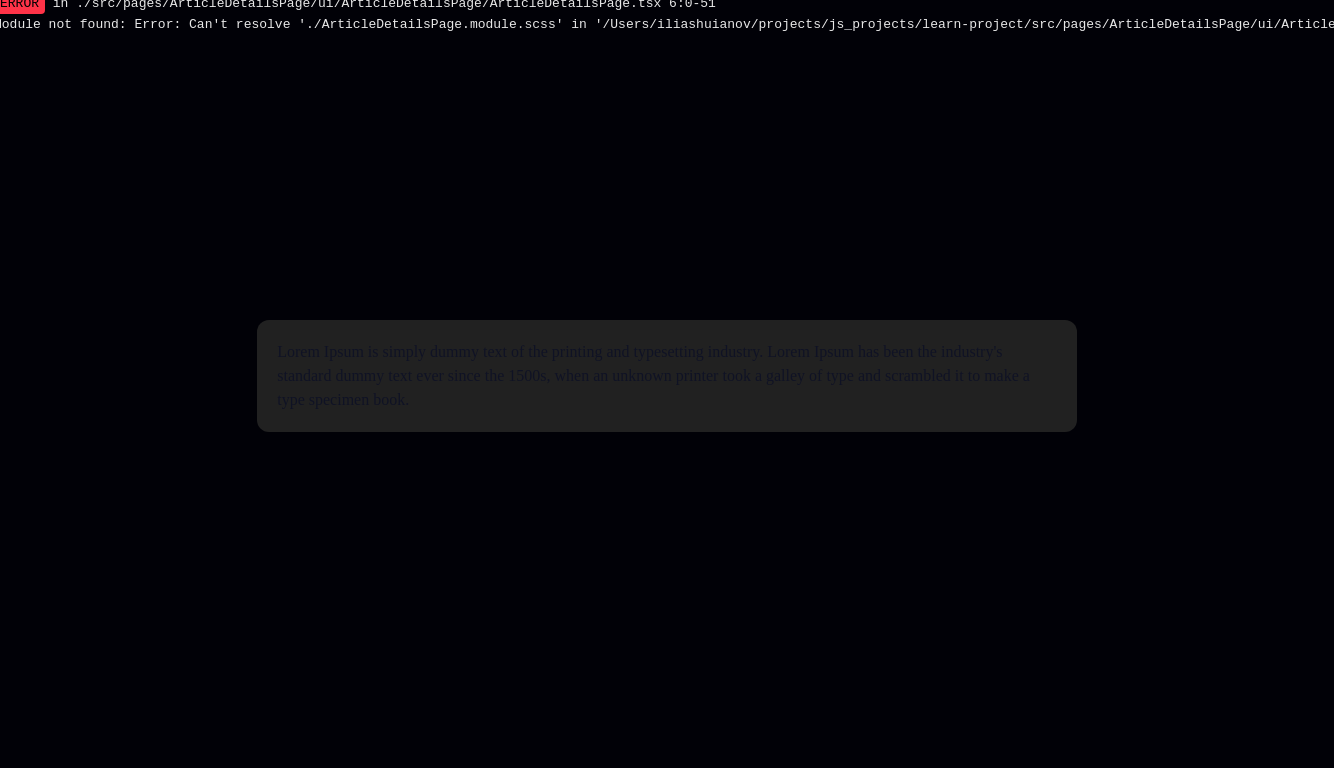 ERROR in ./src/pages/ArticleDetailsPage/ui/ArticleDetailsPage/ArticleDetailsPage.tsx 6:0-51
Module not found: Error: Can't resolve './ArticleDetailsPage.module.scss' in '/Users/iliashuianov/projects/js_projects/learn-project/src/pages/ArticleDetailsPage/ui/Article
Lorem Ipsum is simply dummy text of the printing and typesetting industry. Lorem Ipsum has been the industry's
standard dummy text ever since the 1500s, when an unknown printer took a galley of type and scrambled it to make a
type specimen book.